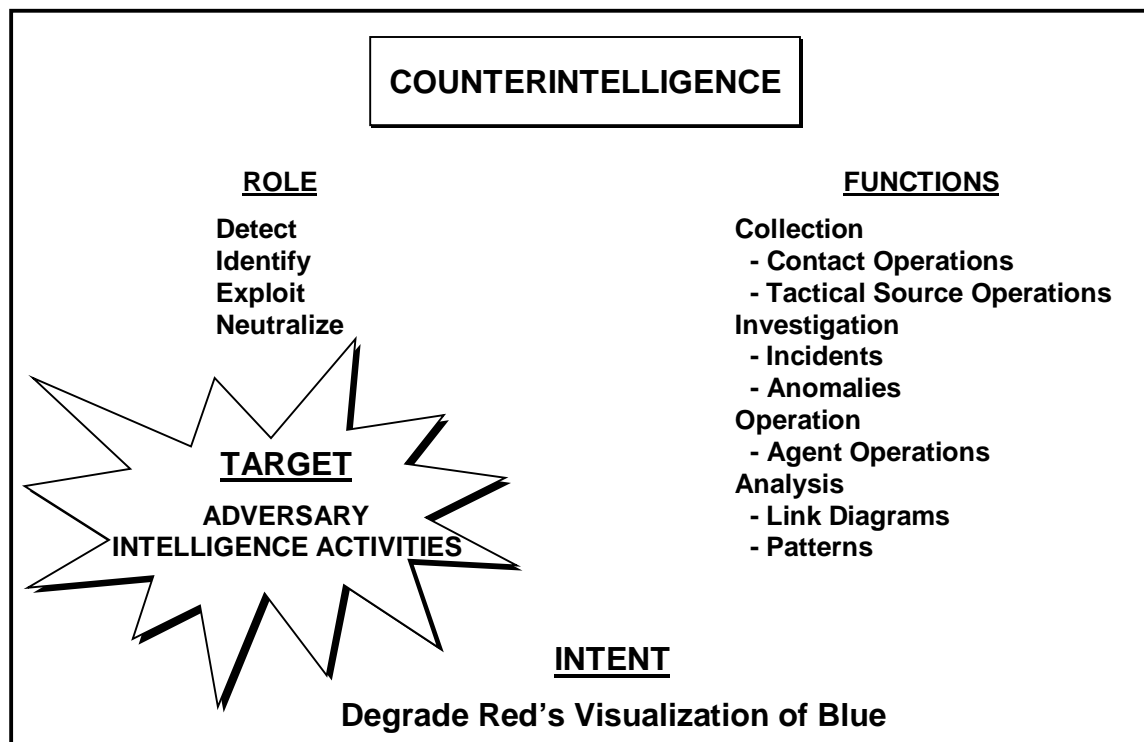 COUNTERINTELLIGENCE
ROLE
Detect
Identify
Exploit
Neutralize
FUNCTIONS
Collection
- Contact Operations
- Tactical Source Operations
Investigation
- Incidents
- Anomalies
Operation
- Agent Operations
Analysis
- Link Diagrams
- Patterns
TARGET
ADVERSARY
INTELLIGENCE ACTIVITIES
INTENT
Degrade Red's Visualization of Blue